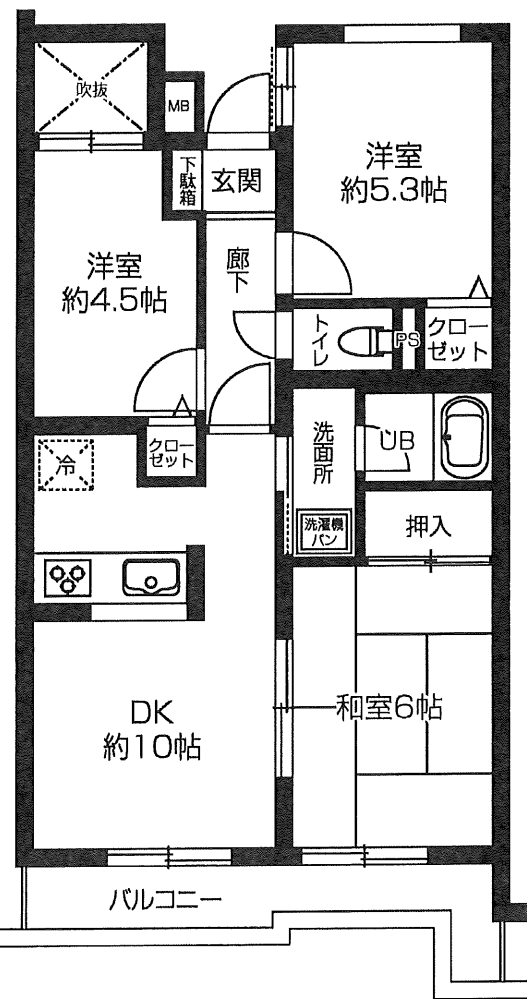 吹抜
MB
下駄箱
玄関
洋室
約5.3帖
洋室
約4.5帖
廊下
トイレ
PS
クロー
ゼット
クロー
ゼット
冷
洗面所
UB
洗濯機
パン
押入
DK
約10帖
和室6帖
バルコニー